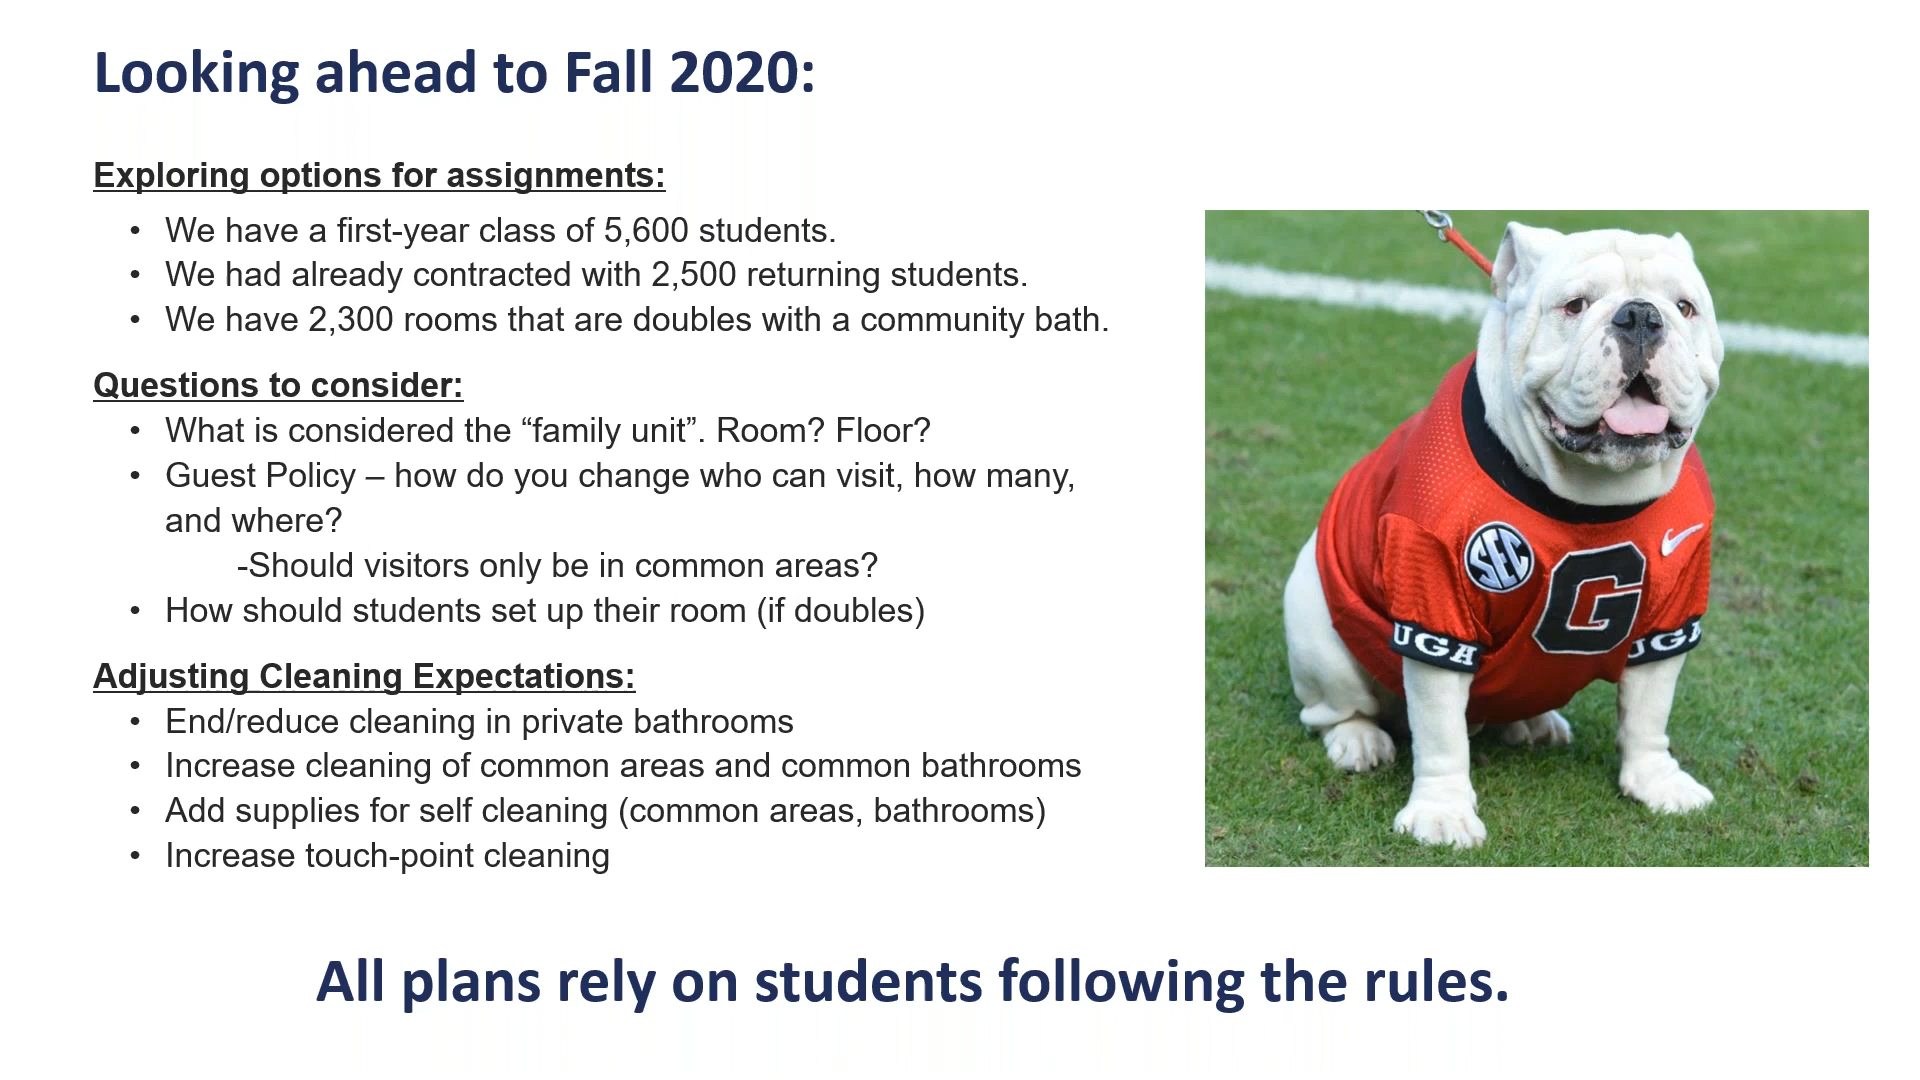 Looking ahead to Fall 2020:
Exploring options for assignments:
• We have a first-year class of 5,600 students.
• We had already contracted with 2,500 returning students.
• We have 2,300 rooms that are doubles with a community bath.
Questions to consider:
• What is considered the “family unit”. Room? Floor?
• Guest Policy – how do you change who can visit, how many,
and where?
-Should visitors only be in common areas?
• How should students set up their room (if doubles)
Adjusting Cleaning Expectations:
• End/reduce cleaning in private bathrooms
• Increase cleaning of common areas and common bathrooms
• Add supplies for self cleaning (common areas, bathrooms)
• Increase touch-point cleaning
SEC
G
UGA
UGA
All plans rely on students following the rules.